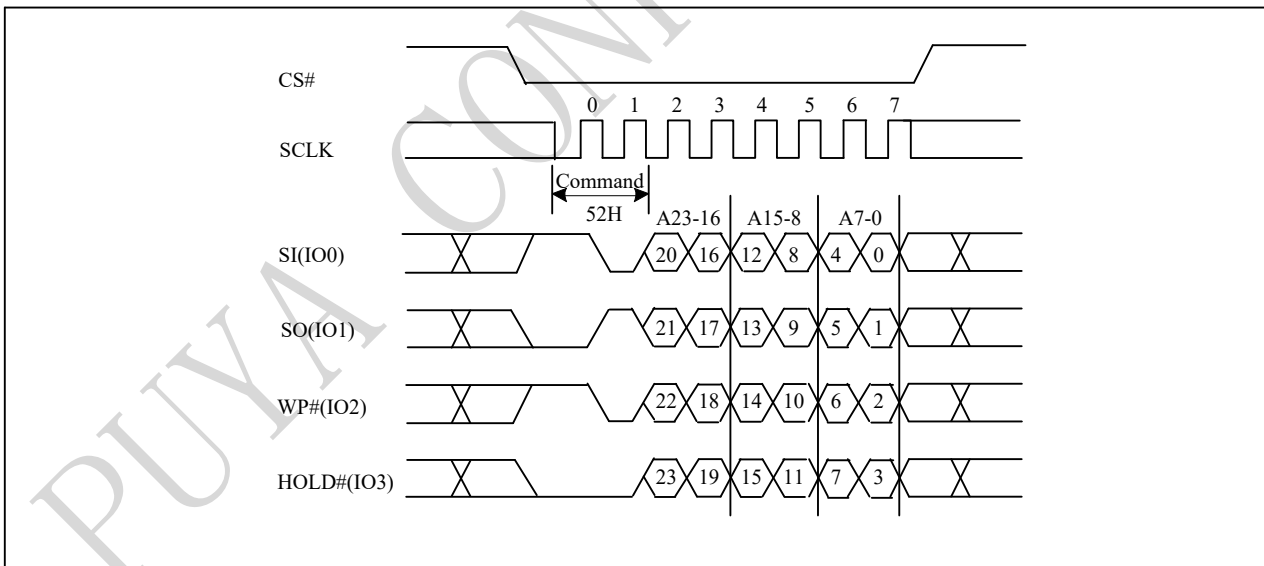 CS#
0 1 2 3 4 5 6 7
SCLK
Command
52H
A23-16 A15-8 A7-0
SI(IO0) 20 16 12 8 4 0
SO(IO1) 21 17 13 9 5 1
WP#(IO2) 22 18 14 10 6 2
HOLD#(IO3) 23 19 15 11 7 3
PUYA CON